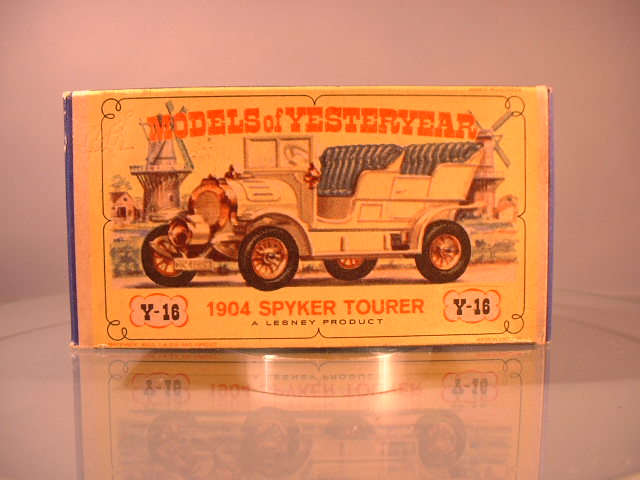 MODELS of YESTERYEAR
Y-16
1904 SPYKER TOURER
Y-16
A LESNEY PRODUCT